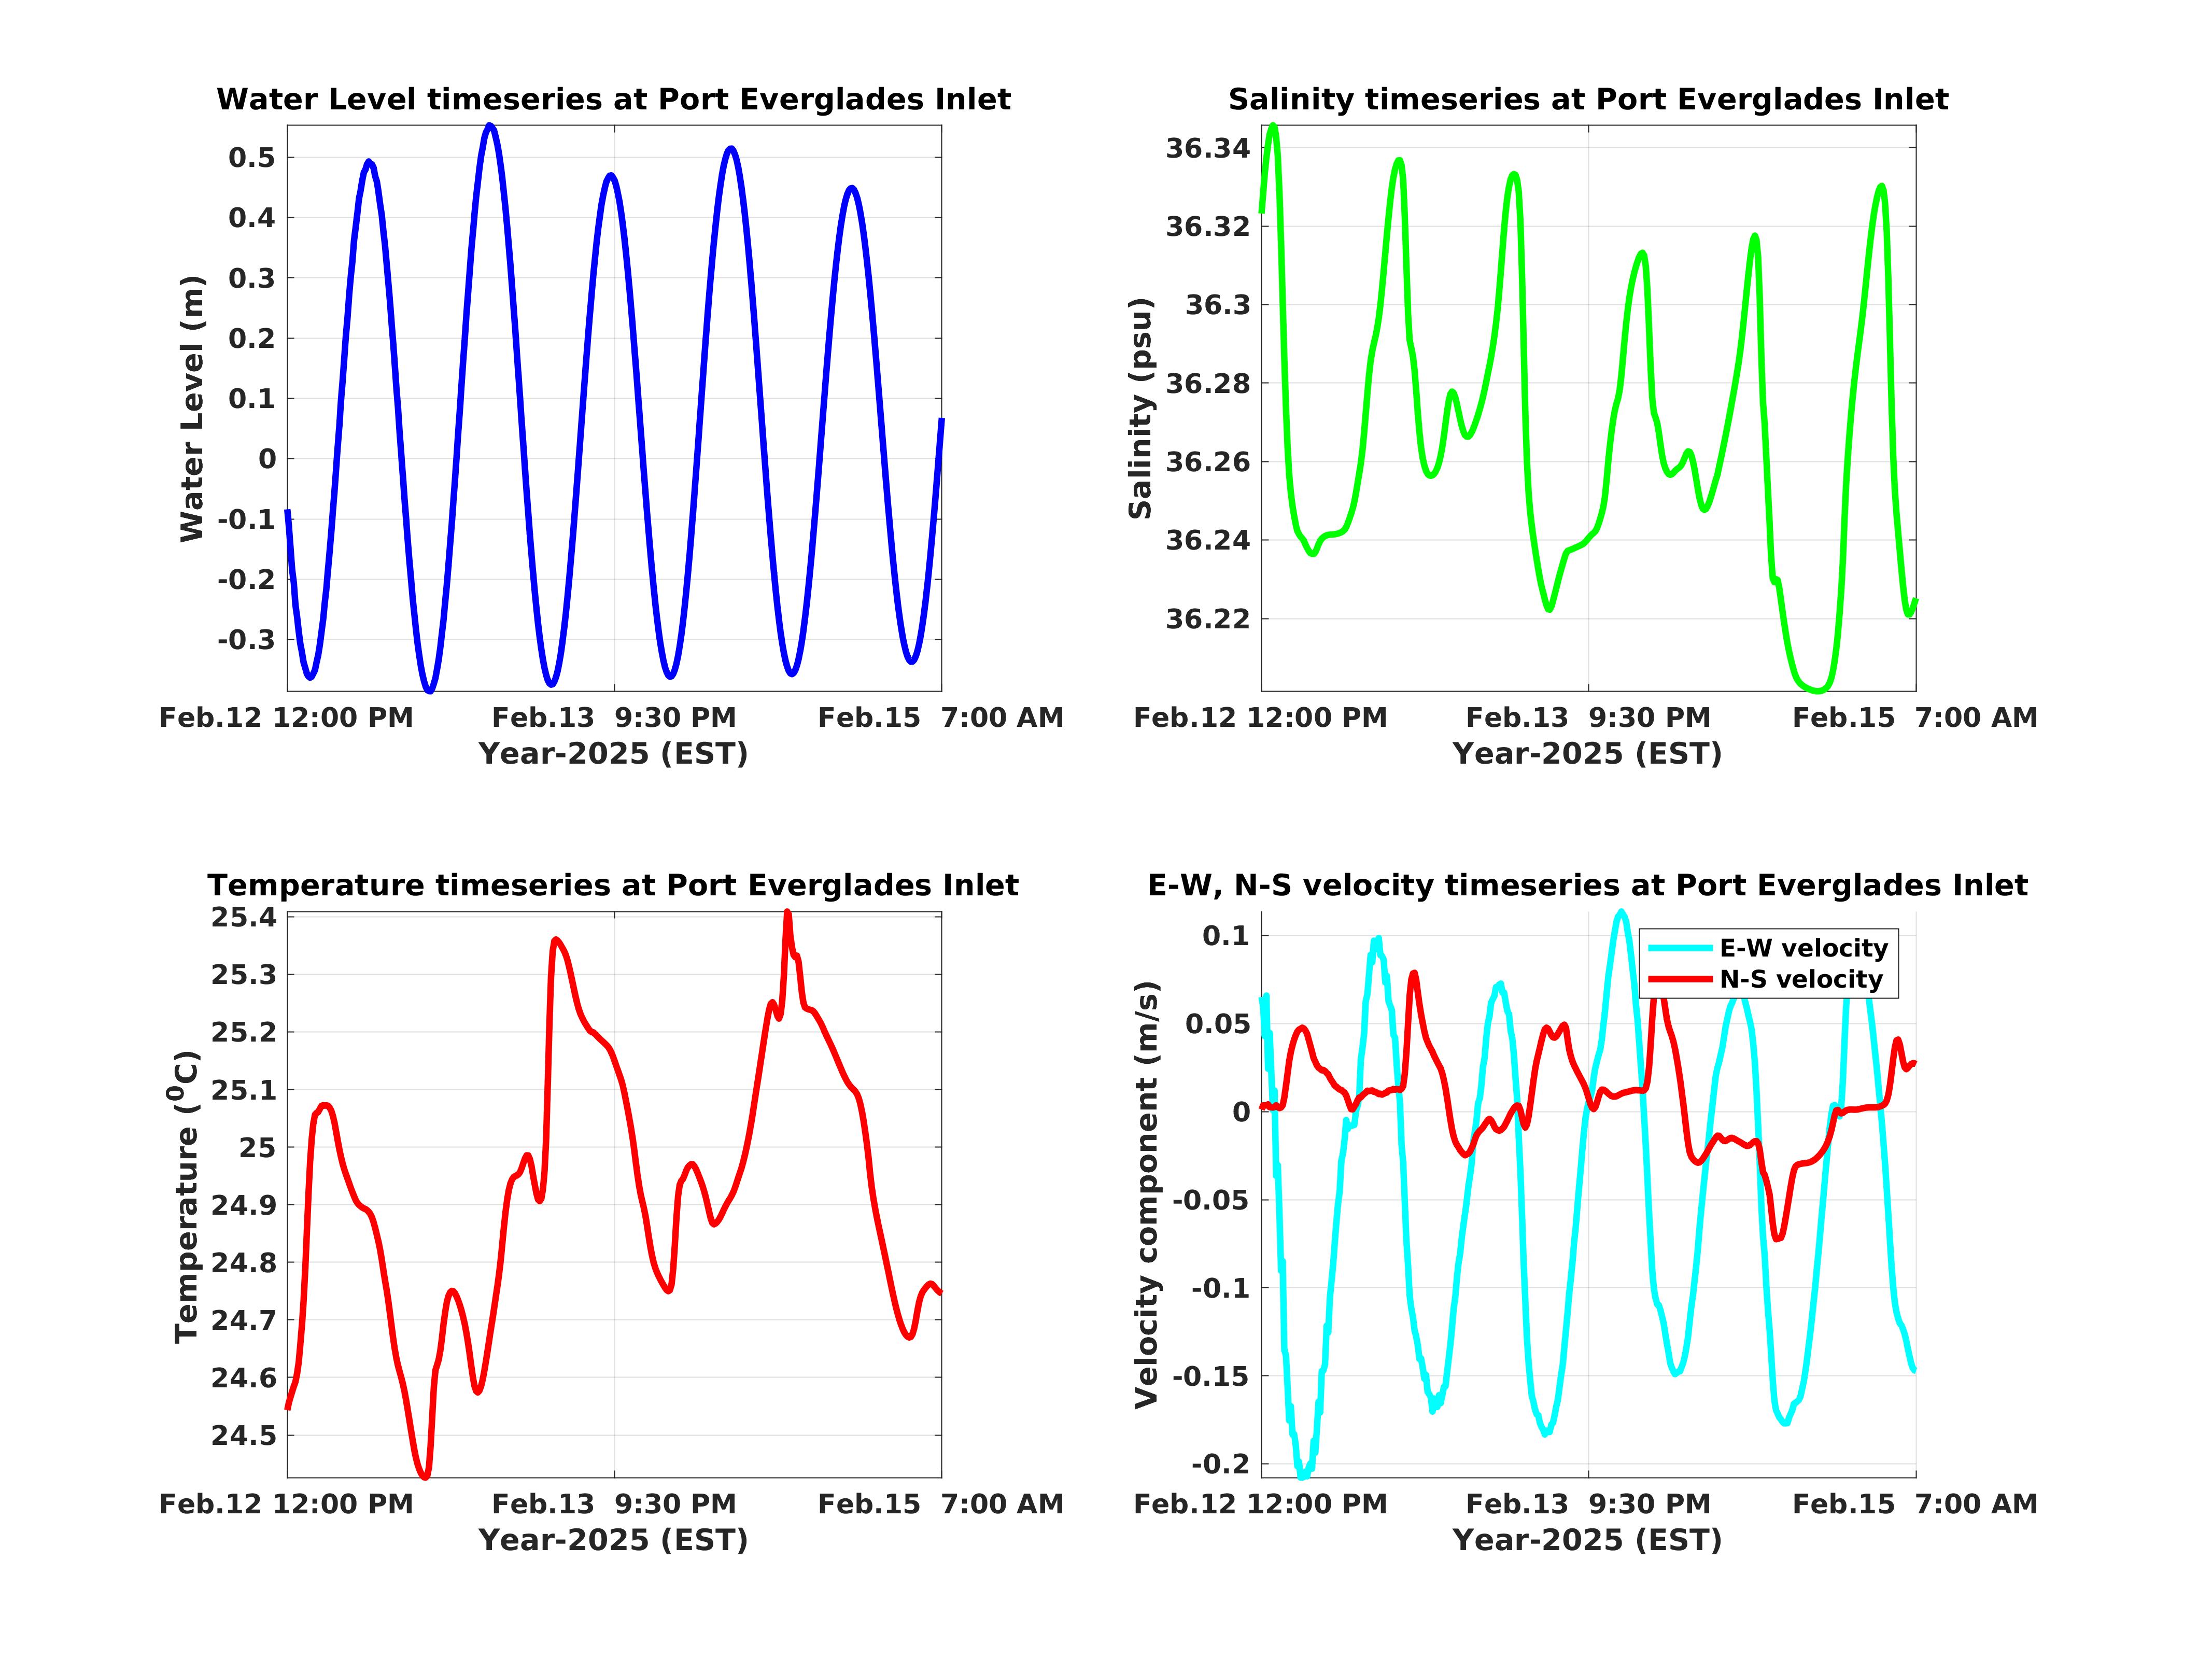 Water Level timeseries at Port Everglades Inlet
0.5
0.4
0.3
0.2
0.1
0
-0.1
-0.2
-0.3
Water Level (m)
Feb.12 12:00 PM
Feb.13 9:30 PM
Feb.15 7:00 AM
Year-2025 (EST)
Salinity timeseries at Port Everglades Inlet
36.34
36.32
36.3
36.28
36.26
36.24
36.22
Salinity (psu)
Feb.12 12:00 PM
Feb.13 9:30 PM
Feb.15 7:00 AM
Year-2025 (EST)
Temperature timeseries at Port Everglades Inlet
25.4
25.3
25.2
25.1
25
24.9
24.8
24.7
24.6
24.5
Temperature (⁰C)
Feb.12 12:00 PM
Feb.13 9:30 PM
Feb.15 7:00 AM
Year-2025 (EST)
E-W, N-S velocity timeseries at Port Everglades Inlet
E-W velocity
N-S velocity
0.1
0.05
0
-0.05
-0.1
-0.15
-0.2
Velocity component (m/s)
Feb.12 12:00 PM
Feb.13 9:30 PM
Feb.15 7:00 AM
Year-2025 (EST)